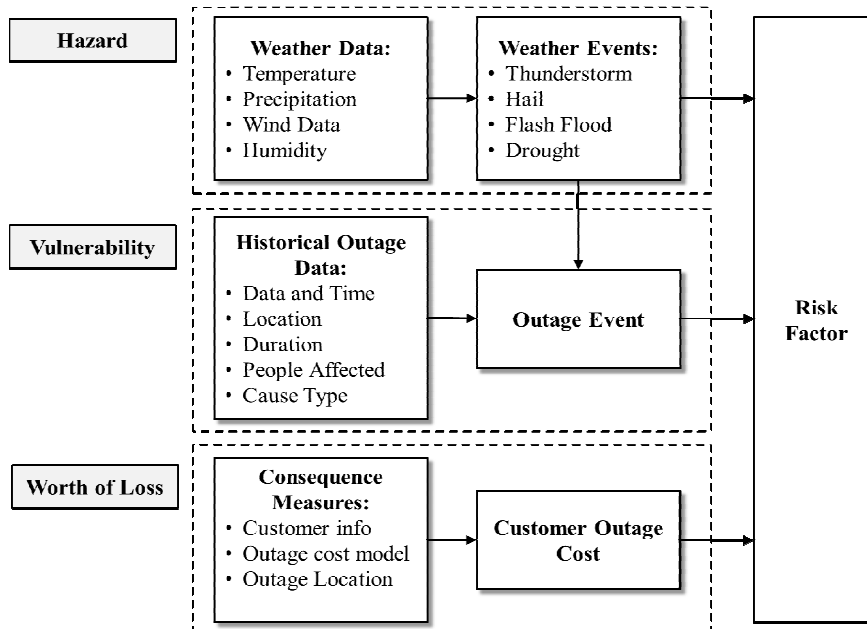 Hazard
Weather Data:
• Temperature
• Precipitation
• Wind Data
• Humidity
Weather Events:
• Thunderstorm
• Hail
• Flash Flood
• Drought
Vulnerability
Historical Outage
Data:
• Data and Time
• Location
• Duration
• People Affected
• Cause Type
Outage Event
Worth of Loss
Consequence
Measures:
• Customer info
• Outage cost model
• Outage Location
Customer Outage
Cost
Risk
Factor